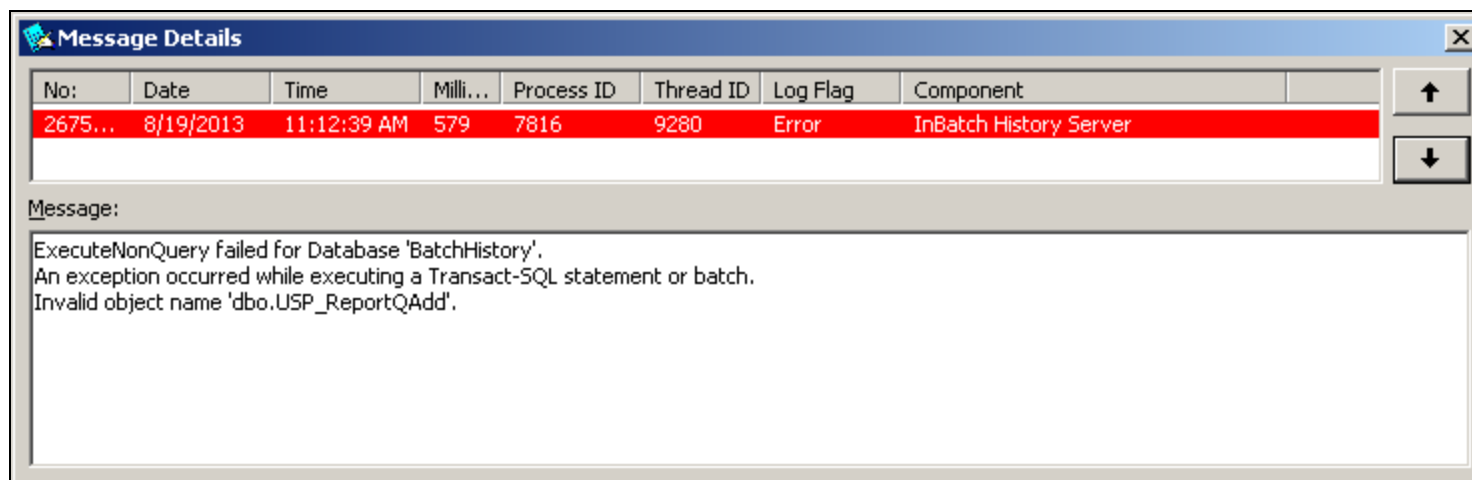 Message Details
No: Date Time Milli... Process ID Thread ID Log Flag Component
2675... 8/19/2013 11:12:39 AM 579 7816 9280 Error InBatch History Server
Message:
ExecuteNonQuery failed for Database 'BatchHistory'.
An exception occurred while executing a Transact-SQL statement or batch.
Invalid object name 'dbo.USP_ReportQAdd'.